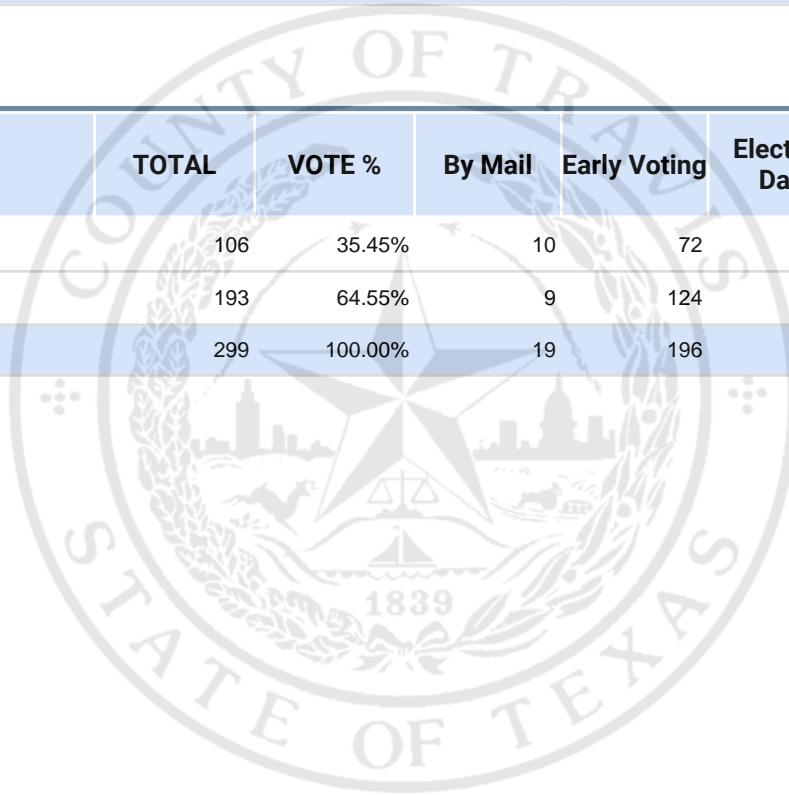 TOTAL VOTE % By Mail Early Voting
106 35.45% 10 72
193 64.55% 9 124
299 100.00% 19 196
COUNTY OF TRAVIS
1839
STATE OF TEXAS